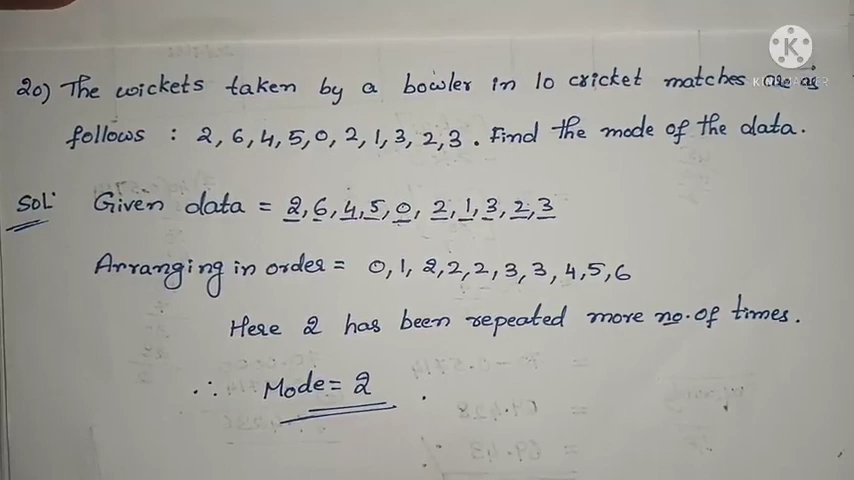 20) The wickets taken by a bowler in 10 cricket matches are as
follows : 2, 6, 4, 5, 0, 2, 1, 3, 2, 3 . Find the mode of the data.
Sol: Given data = 2, 6, 4, 5, 0, 2, 1, 3, 2, 3
Arranging in order = 0, 1, 2, 2, 2, 3, 3, 4, 5, 6
Here 2 has been repeated more no. of times.
∴ Mode = 2 .